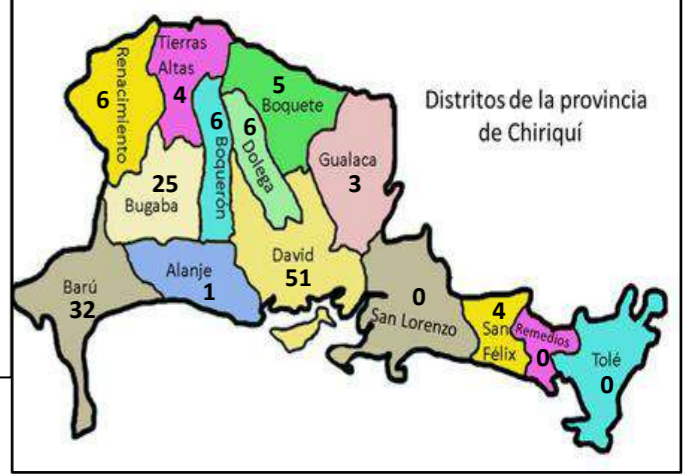 Distritos de la provincia
de Chiriquí
Renacimiento
6
Tierras
Altas
4
5
Boquete
6
Boquerón
6
Dolega
Gualaca
3
25
Bugaba
Barú
32
Alanje
1
David
51
0
San Lorenzo
4
San
Félix
Remedios
0
Tolé
0